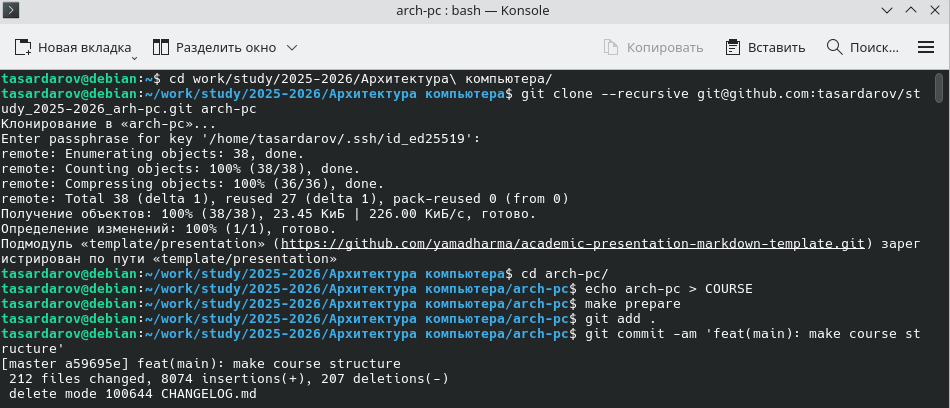 arch-pc : bash — Konsole
Новая вкладка Разделить окно Копировать Вставить Поиск...
tasardarov@debian:~$ cd work/study/2025-2026/Архитектура\ компьютера/
tasardarov@debian:~/work/study/2025-2026/Архитектура компьютера$ git clone --recursive git@github.com:tasardarov/st
udy_2025-2026_arh-pc.git arch-pc
Клонирование в «arch-pc»...
Enter passphrase for key '/home/tasardarov/.ssh/id_ed25519':
remote: Enumerating objects: 38, done.
remote: Counting objects: 100% (38/38), done.
remote: Compressing objects: 100% (36/36), done.
remote: Total 38 (delta 1), reused 27 (delta 1), pack-reused 0 (from 0)
Получение объектов: 100% (38/38), 23.45 КиБ | 226.00 КиБ/с, готово.
Определение изменений: 100% (1/1), готово.
Подмодуль «template/presentation» (https://github.com/yamadharma/academic-presentation-markdown-template.git) зарег
истрирован по пути «template/presentation»
tasardarov@debian:~/work/study/2025-2026/Архитектура компьютера$ cd arch-pc/
tasardarov@debian:~/work/study/2025-2026/Архитектура компьютера/arch-pc$ echo arch-pc > COURSE
tasardarov@debian:~/work/study/2025-2026/Архитектура компьютера/arch-pc$ make prepare
tasardarov@debian:~/work/study/2025-2026/Архитектура компьютера/arch-pc$ git add .
tasardarov@debian:~/work/study/2025-2026/Архитектура компьютера/arch-pc$ git commit -am 'feat(main): make course st
ructure'
[master a59695e] feat(main): make course structure
 212 files changed, 8074 insertions(+), 207 deletions(-)
 delete mode 100644 CHANGELOG.md